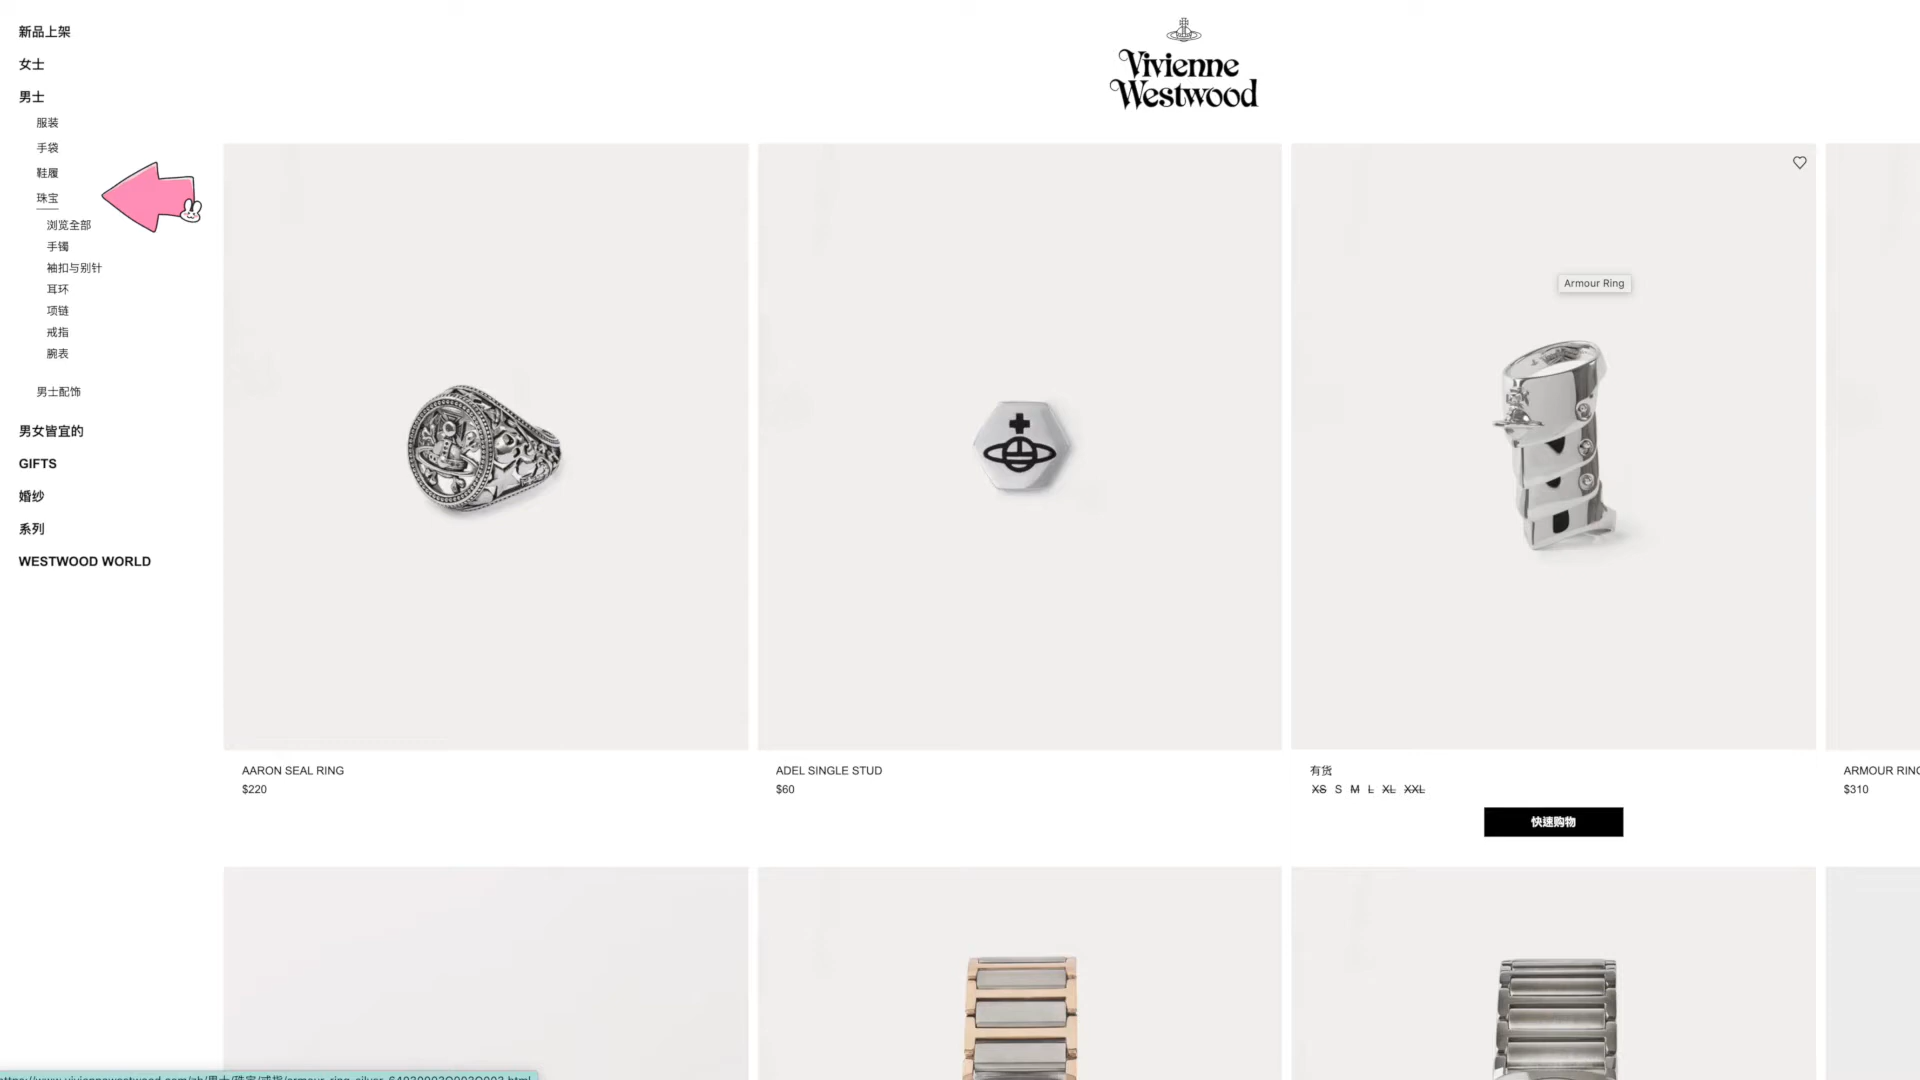 新品上架
女士
男士
服装
手袋
鞋履
珠宝
浏览全部
手镯
袖扣与别针
耳环
项链
戒指
腕表
男士配饰
男女皆宜的
GIFTS
婚纱
系列
WESTWOOD WORLD
Vivienne
Westwood
Armour Ring
AARON SEAL RING
$220
ADEL SINGLE STUD
$60
有货
XS S M L XL XXL
快速购物
ARMOUR RING
$310